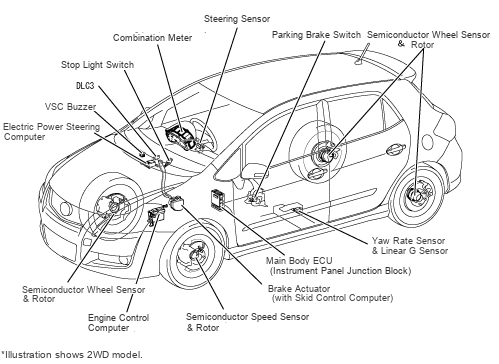 Steering Sensor
Combination Meter
Parking Brake Switch
Semiconductor Wheel Sensor
& Rotor
Stop Light Switch
DLC3
VSC Buzzer
Electric Power Steering
Computer
Yaw Rate Sensor
& Linear G Sensor
Main Body ECU
(Instrument Panel Junction Block)
Brake Actuator
(with Skid Control Computer)
Semiconductor Wheel Sensor
& Rotor
Engine Control
Computer
Semiconductor Speed Sensor
& Rotor
*Illustration shows 2WD model.